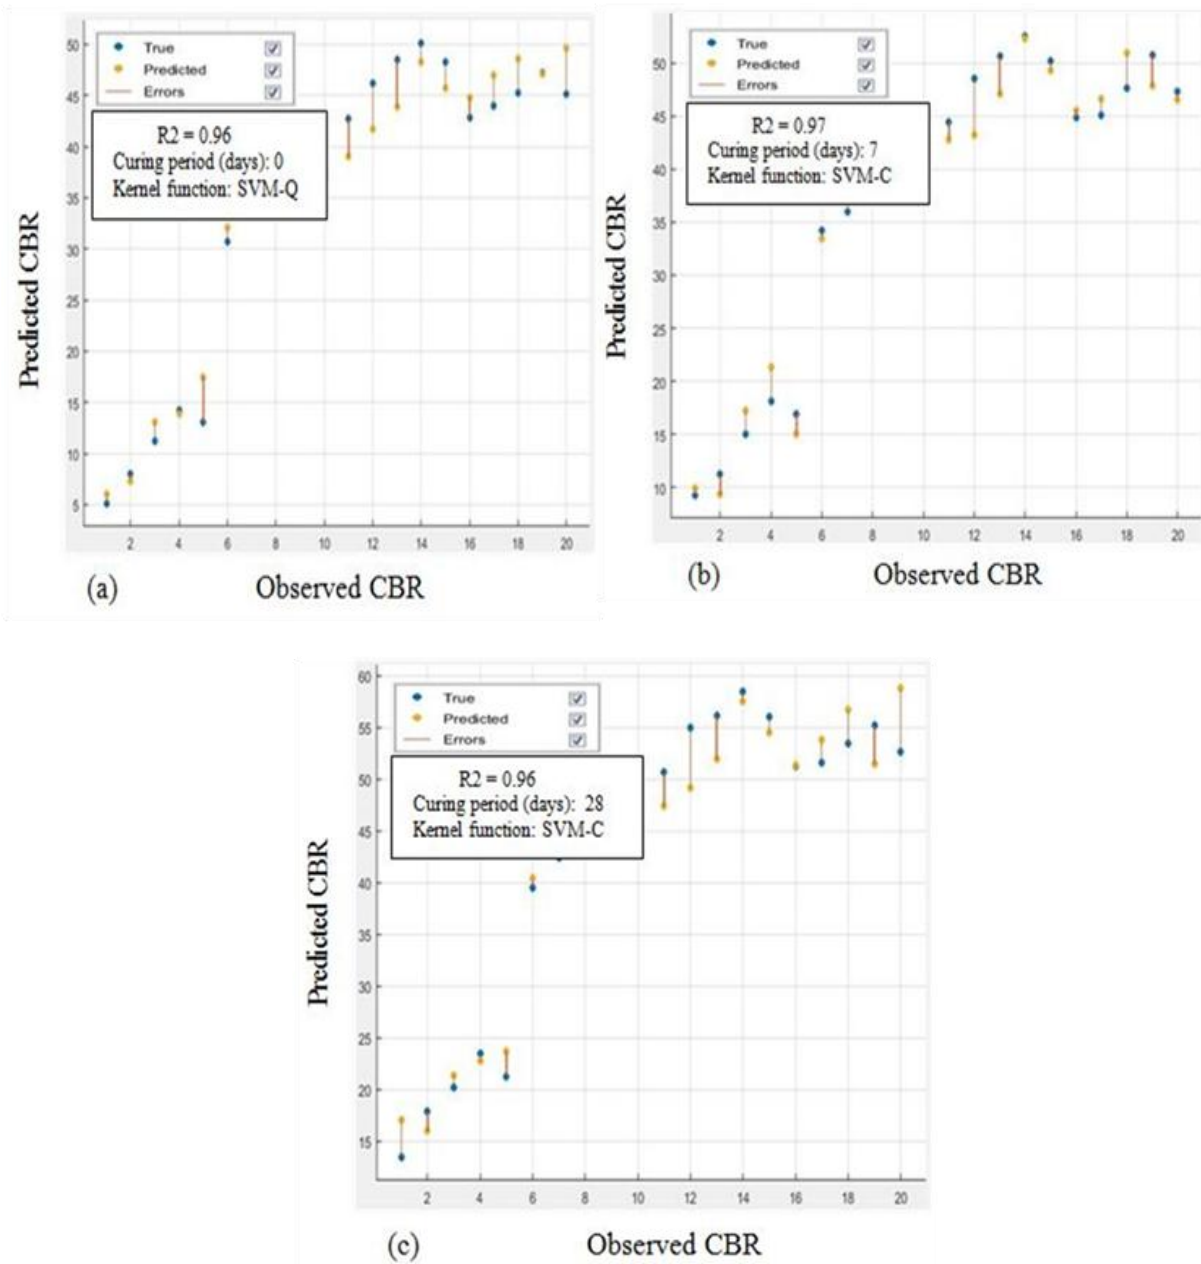 True
Predicted
Errors
R2 = 0.96
Curing period (days): 0
Kernel function: SVM-Q
50
45
40
35
30
25
20
15
10
5
2 4 6 8 10 12 14 16 18 20
Predicted CBR
(a) Observed CBR
True
Predicted
Errors
R2 = 0.97
Curing period (days): 7
Kernel function: SVM-C
50
45
40
35
30
25
20
15
10
2 4 6 8 10 12 14 16 18 20
Predicted CBR
(b) Observed CBR
True
Predicted
Errors
R2 = 0.96
Curing period (days): 28
Kernel function: SVM-C
60
55
50
45
40
35
30
25
20
15
2 4 6 8 10 12 14 16 18 20
Predicted CBR
(c) Observed CBR